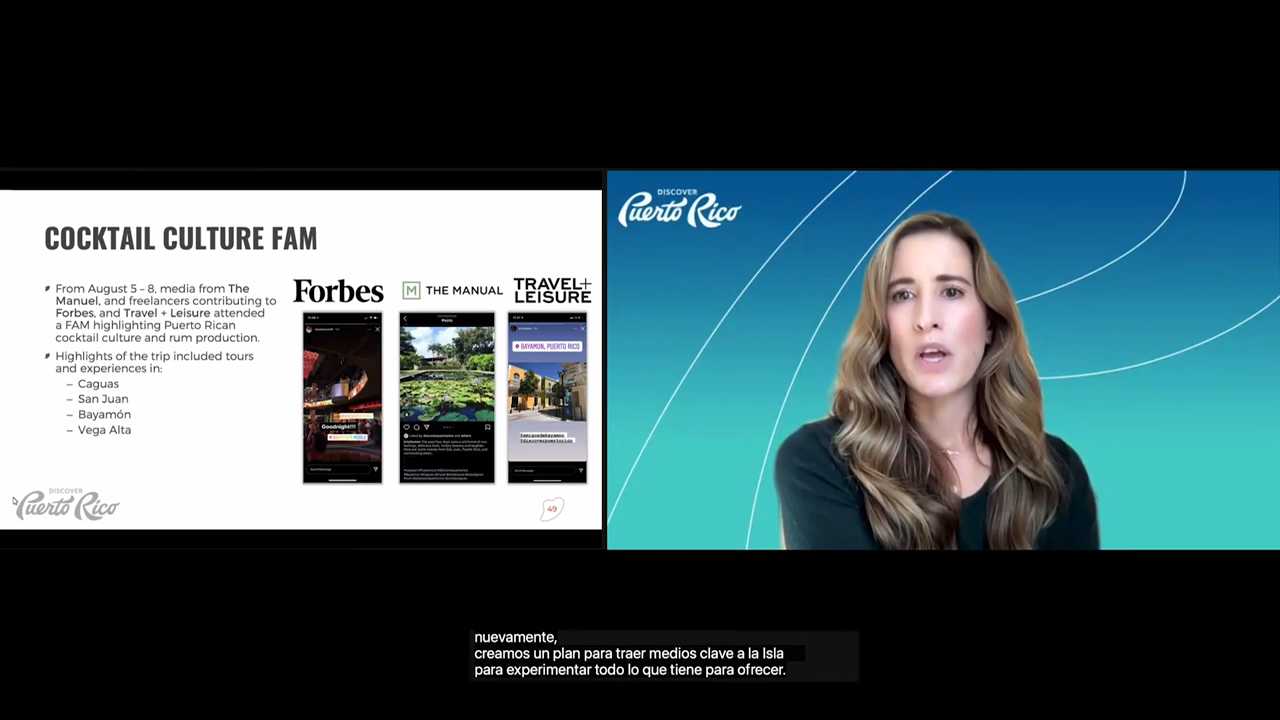 COCKTAIL CULTURE FAM
From August 5 – 8, media from The
Manuel, and freelancers contributing to
Forbes, and Travel + Leisure attended
a FAM highlighting Puerto Rican
cocktail culture and rum production.
Highlights of the trip included tours
and experiences in:
– Caguas
– San Juan
– Bayamón
– Vega Alta
Forbes
M THE MANUAL
TRAVEL+
LEISURE
Goodnight!!!
Posts
BAYAMON, PUERTO RICO
DISCOVER
Puerto Rico
49
DISCOVER
Puerto Rico
nuevamente,
creamos un plan para traer medios clave a la Isla
para experimentar todo lo que tiene para ofrecer.